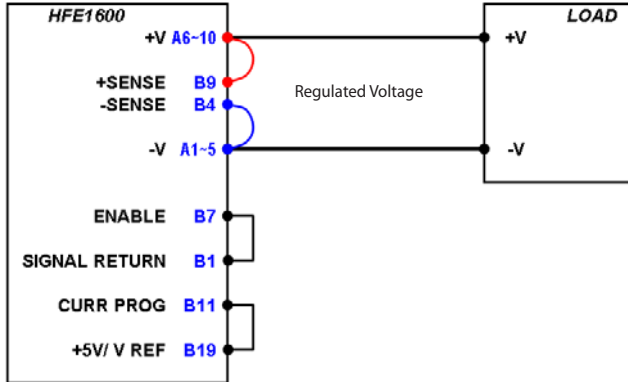 HFE1600 LOAD
+V A6~10 +V
+SENSE B9
Regulated Voltage
-SENSE B4
-V A1~5 -V
ENABLE B7
SIGNAL RETURN B1
CURR PROG B11
+5V/ V REF B19